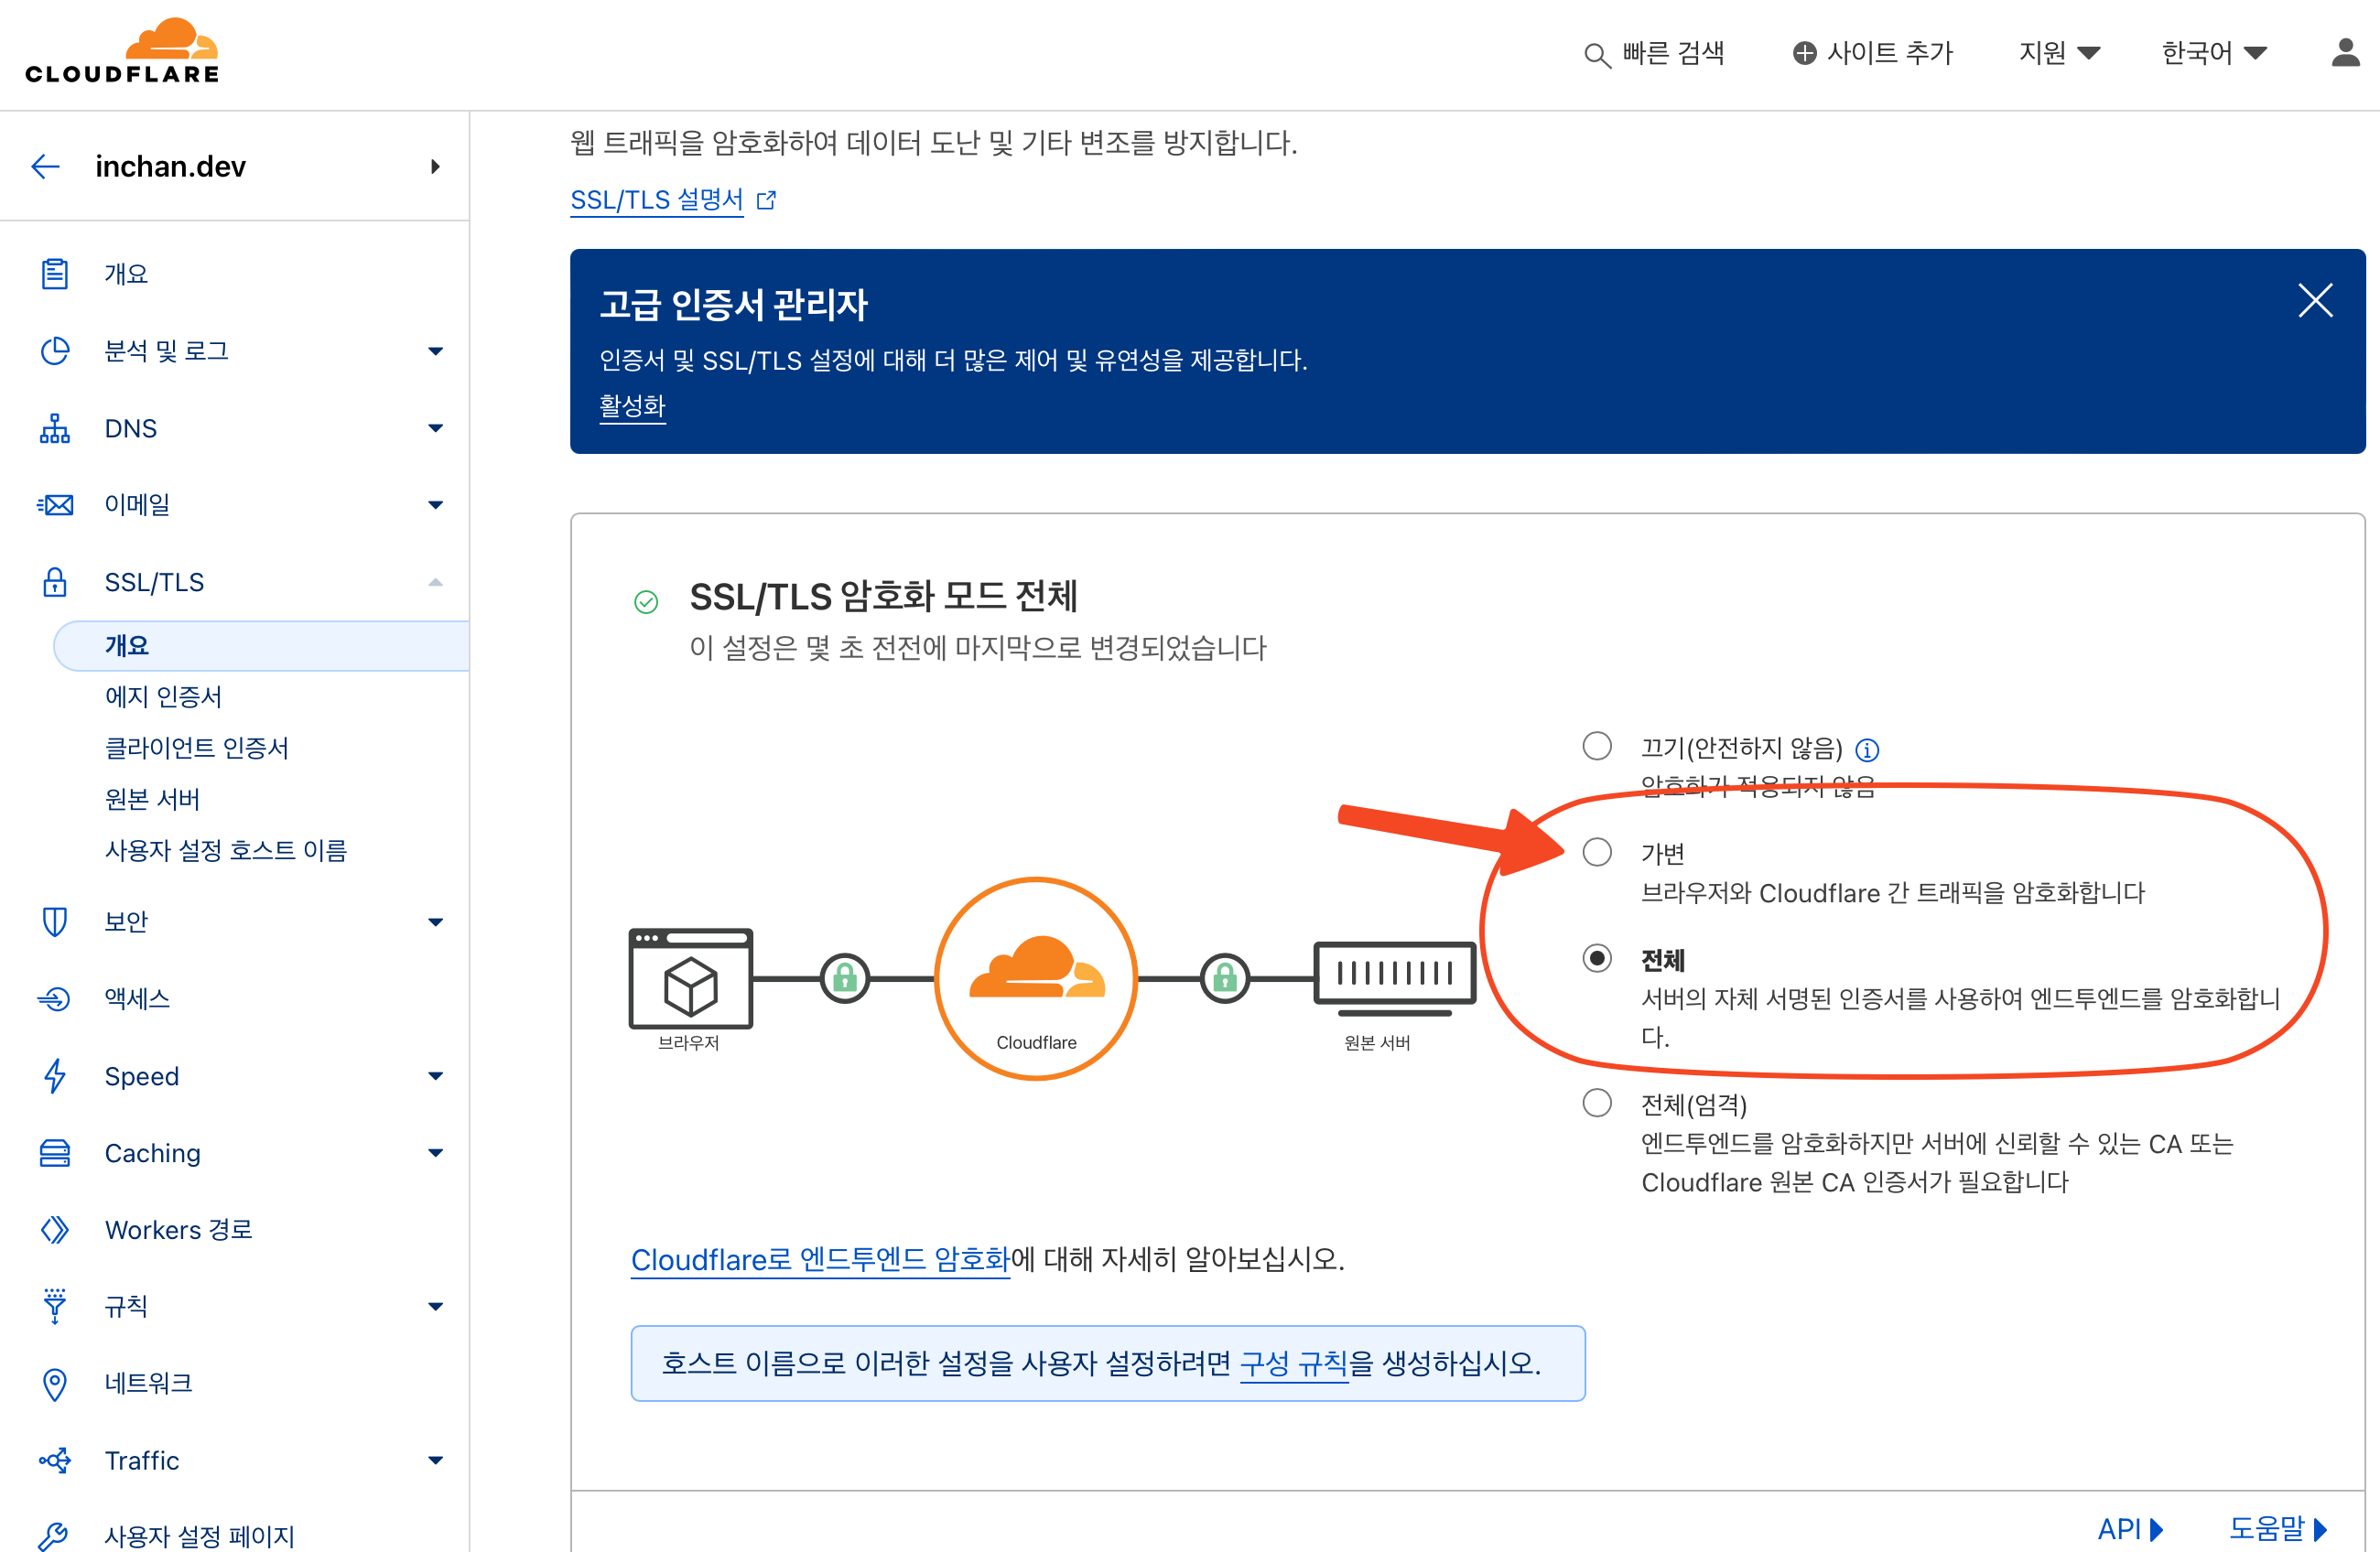 CLOUDFLARE
빠른 검색
사이트 추가
지원
한국어
inchan.dev
개요
분석 및 로그
DNS
이메일
SSL/TLS
개요
에지 인증서
클라이언트 인증서
원본 서버
사용자 설정 호스트 이름
보안
액세스
Speed
Caching
Workers 경로
규칙
네트워크
Traffic
사용자 설정 페이지
웹 트래픽을 암호화하여 데이터 도난 및 기타 변조를 방지합니다.
SSL/TLS 설명서
고급 인증서 관리자
인증서 및 SSL/TLS 설정에 대해 더 많은 제어 및 유연성을 제공합니다.
활성화
SSL/TLS 암호화 모드 전체
이 설정은 몇 초 전전에 마지막으로 변경되었습니다
브라우저
Cloudflare
원본 서버
끄기(안전하지 않음)
암호화가 적용되지 않음
가변
브라우저와 Cloudflare 간 트래픽을 암호화합니다
전체
서버의 자체 서명된 인증서를 사용하여 엔드투엔드를 암호화합니
다.
전체(엄격)
엔드투엔드를 암호화하지만 서버에 신뢰할 수 있는 CA 또는
Cloudflare 원본 CA 인증서가 필요합니다
Cloudflare로 엔드투엔드 암호화에 대해 자세히 알아보십시오.
호스트 이름으로 이러한 설정을 사용자 설정하려면 구성 규칙을 생성하십시오.
API
도움말